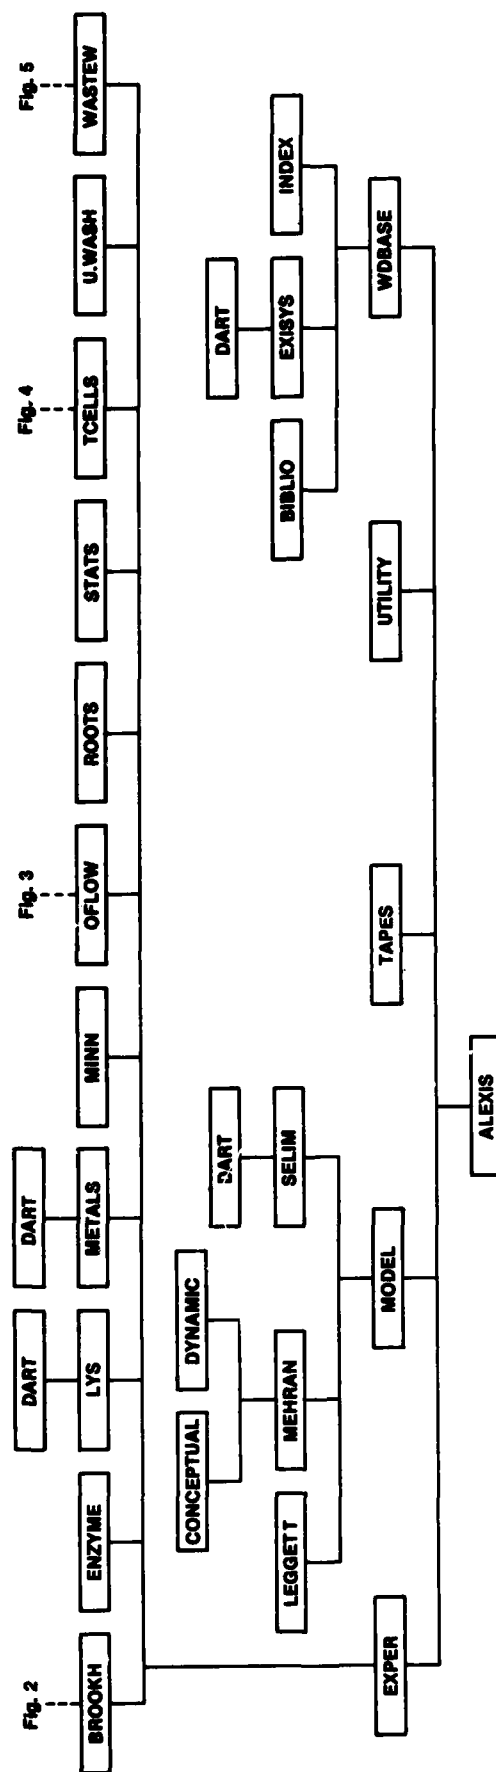 Fig. 2 DART DART Fig. 3 Fig. 4 Fig. 5
BROOKH ENZYME LYS METALS MINN OFLOW ROOTS STATS TCELLS U.WASH WASTEW
CONCEPTUAL DYNAMIC DART DART
LEGGETT MEHRAN SELIM BIBLIO EXISYS INDEX
EXPER MODEL TAPES UTILITY WDBASE
ALEXIS